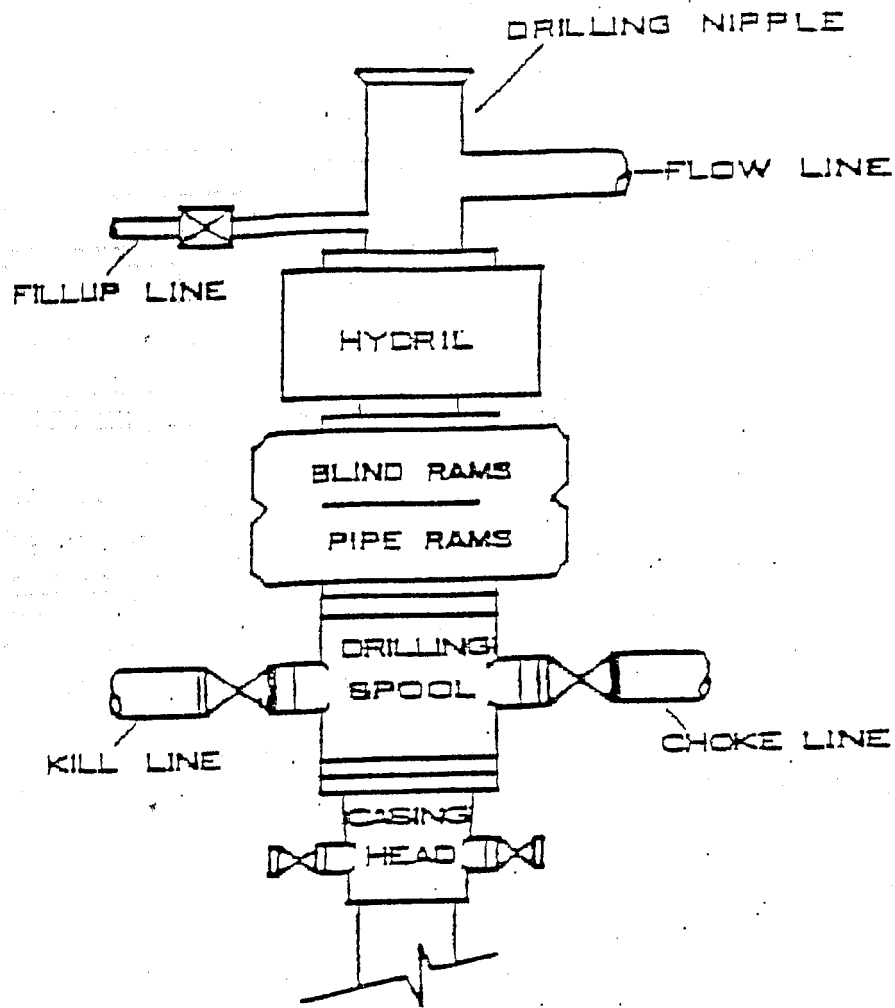 DRILLING NIPPLE
FLOW LINE
FILLUP LINE
HYDRIL
BLIND RAMS
PIPE RAMS
DRILLING
SPOOL
KILL LINE
CHOKE LINE
CASING
HEAD